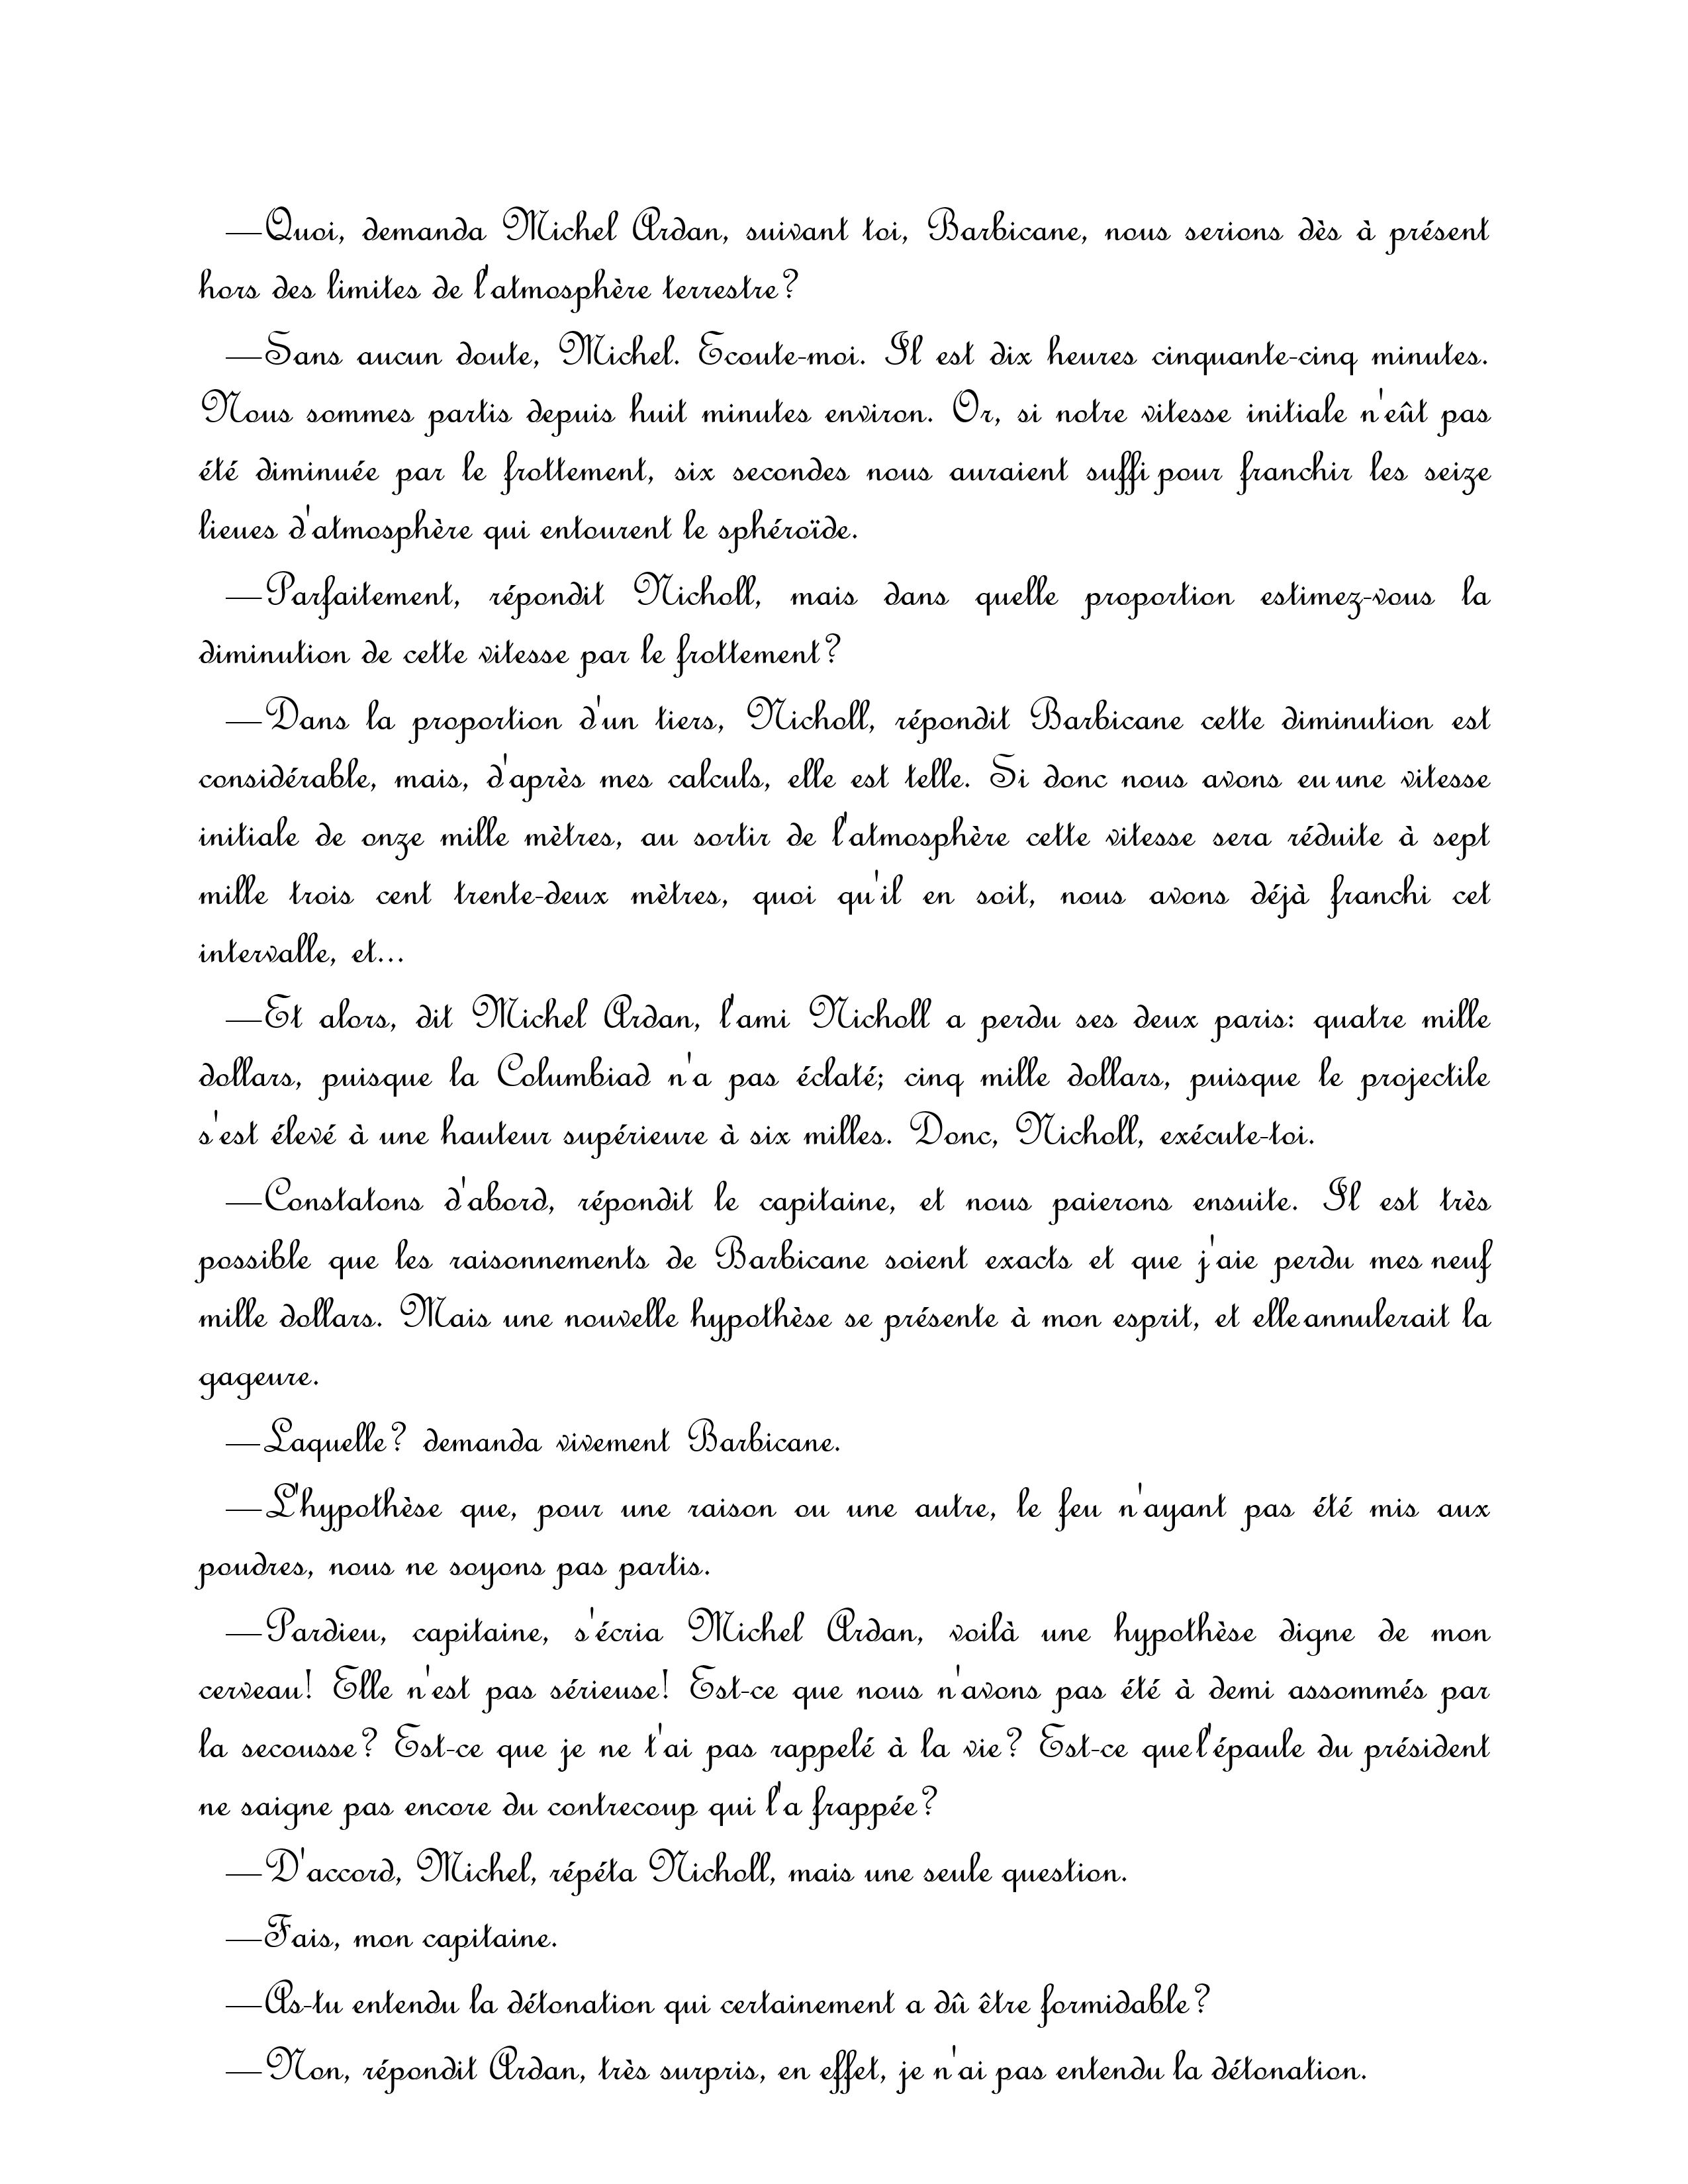 —Quoi, demanda Michel Ardan, suivant toi, Barbicane, nous serions dès à présent
hors des limites de l'atmosphère terrestre?
—Sans aucun doute, Michel. Ecoute-moi. Il est dix heures cinquante-cinq minutes.
Nous sommes partis depuis huit minutes environ. Or, si notre vitesse initiale n'eût pas
été diminuée par le frottement, six secondes nous auraient suffi pour franchir les seize
lieues d'atmosphère qui entourent le sphéroïde.
—Parfaitement, répondit Nicholl, mais dans quelle proportion estimez-vous la
diminution de cette vitesse par le frottement?
—Dans la proportion d'un tiers, Nicholl, répondit Barbicane cette diminution est
considérable, mais, d'après mes calculs, elle est telle. Si donc nous avons eu une vitesse
initiale de onze mille mètres, au sortir de l'atmosphère cette vitesse sera réduite à sept
mille trois cent trente-deux mètres, quoi qu'il en soit, nous avons déjà franchi cet
intervalle, et...
—Et alors, dit Michel Ardan, l'ami Nicholl a perdu ses deux paris: quatre mille
dollars, puisque la Columbiad n'a pas éclaté; cinq mille dollars, puisque le projectile
s'est élevé à une hauteur supérieure à six milles. Donc, Nicholl, exécute-toi.
—Constatons d'abord, répondit le capitaine, et nous paierons ensuite. Il est très
possible que les raisonnements de Barbicane soient exacts et que j'aie perdu mes neuf
mille dollars. Mais une nouvelle hypothèse se présente à mon esprit, et elle annulerait la
gageure.
—Laquelle? demanda vivement Barbicane.
—L'hypothèse que, pour une raison ou une autre, le feu n'ayant pas été mis aux
poudres, nous ne soyons pas partis.
—Pardieu, capitaine, s'écria Michel Ardan, voilà une hypothèse digne de mon
cerveau! Elle n'est pas sérieuse! Est-ce que nous n'avons pas été à demi assommés par
la secousse? Est-ce que je ne t'ai pas rappelé à la vie? Est-ce que l'épaule du président
ne saigne pas encore du contrecoup qui l'a frappée?
—D'accord, Michel, répéta Nicholl, mais une seule question.
—Fais, mon capitaine.
—As-tu entendu la détonation qui certainement a dû être formidable?
—Non, répondit Ardan, très surpris, en effet, je n'ai pas entendu la détonation.